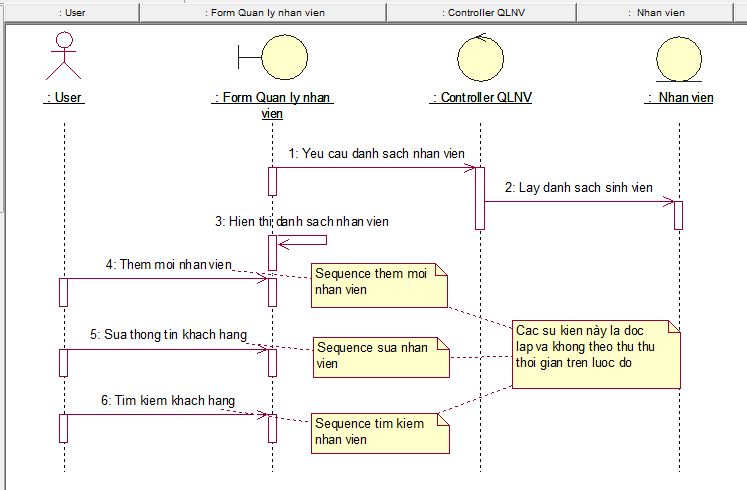 : User
: Form Quan ly nhan vien
: Controller QLNV
: Nhan vien
: User
: Form Quan ly nhan
vien
: Controller QLNV
: Nhan vien
1: Yeu cau danh sach nhan vien
2: Lay danh sach sinh vien
3: Hien thi danh sach nhan vien
4: Them moi nhan vien
Sequence them moi
nhan vien
Cac su kien này la doc
lap va khong theo thu thu
thoi gian tren luoc do
5: Sua thong tin khach hang
Sequence sua nhan
vien
6: Tim kiem khach hang
Sequence tim kiem
nhan vien